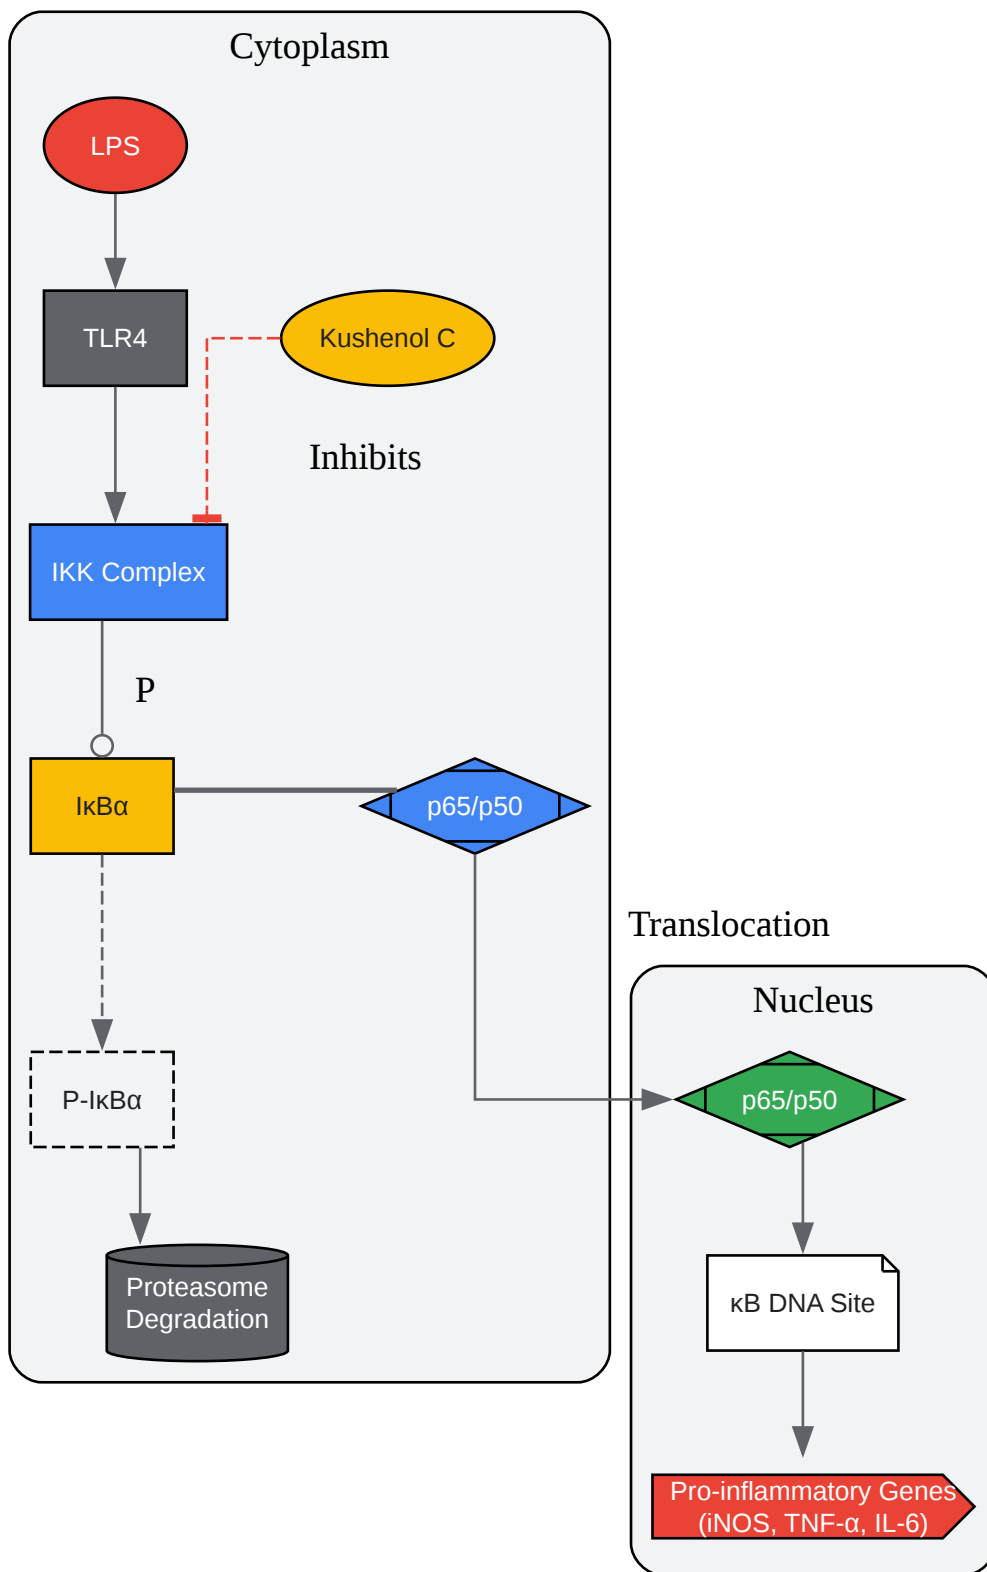 Cytoplasm
LPS
TLR4
Kushenol C
Inhibits
IKK Complex
P
IκBα
p65/p50
Translocation
Nucleus
P-IκBα
p65/p50
Proteasome
Degradation
κB DNA Site
Pro-inflammatory Genes
(iNOS, TNF-α, IL-6)